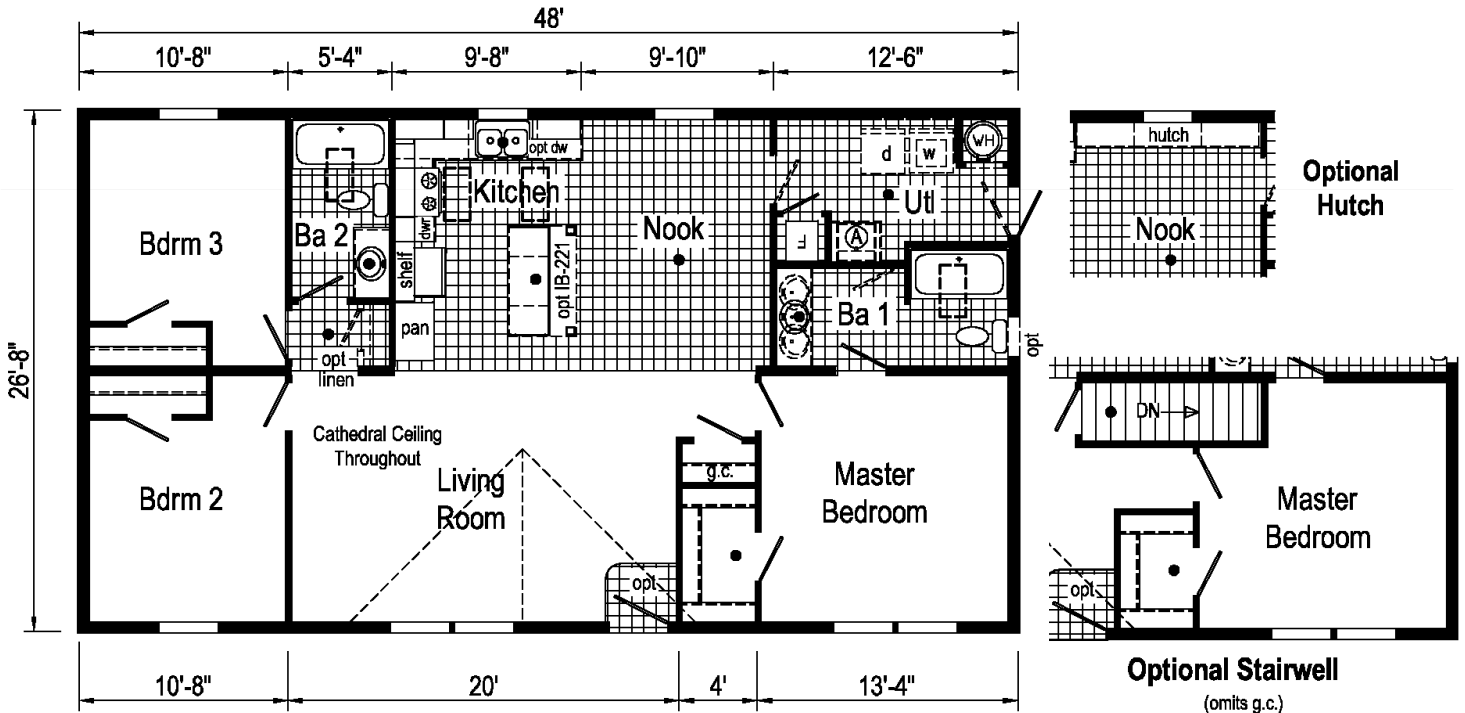 48'
10'-8"
5'-4"
9'-8"
9'-10"
12'-6"
26'-8"
Bdrm 3
Ba 2
opt
linen
opt dw
Kitchen
dwr
shelf
pan
opt IB-221
Nook
d
w
WH
Utl
F
A
Ba 1
opt
Bdrm 2
Cathedral Ceiling
Throughout
Living
Room
g.c.
opt
Master
Bedroom
10'-8"
20'
4'
13'-4"
hutch
Nook
Optional
Hutch
DN
Master
Bedroom
opt
Optional Stairwell
(omits g.c.)